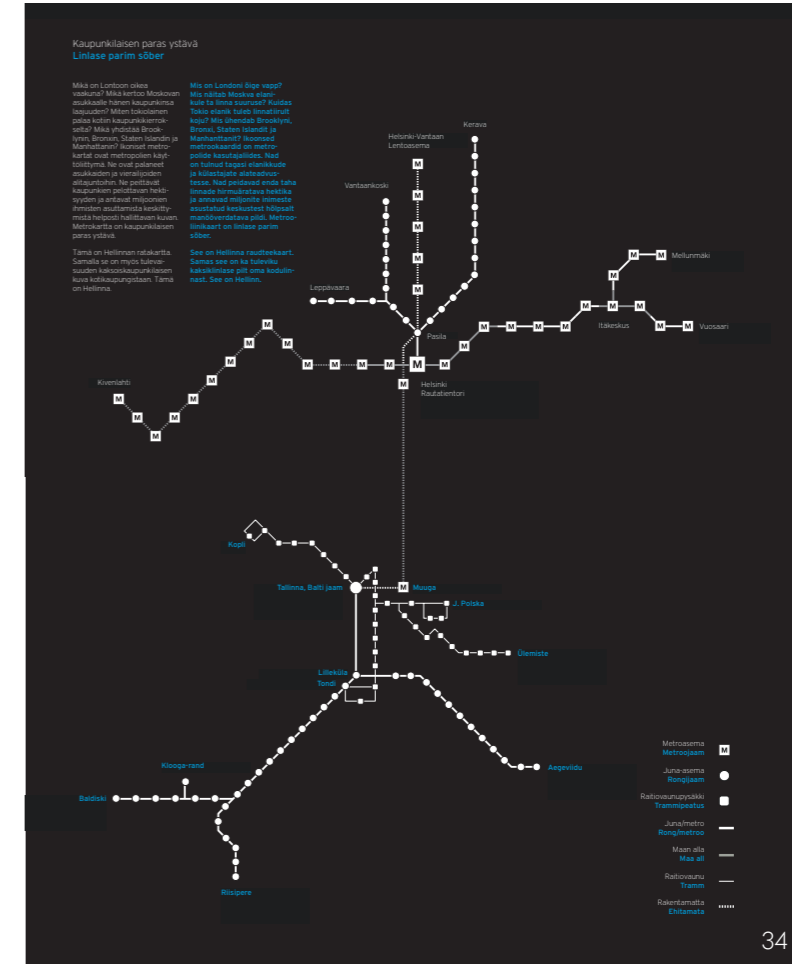 Kaupunkilaisen paras ystävä
Linlase parim sõber
Mikä on Lontoon oikea
vaakuna? Mikä kertoo Moskovan
asukkaalle hänen kaupunkinsa
laajuuden? Miten tokiolainen
palaa kotiin kaupunkikierrok-
selta? Mikä yhdistää Brook-
lynin, Bronxin, Staten Islandin ja
Manhattanin? Ikoniset metro-
kartat ovat metropolien käyt-
töliittymä. Ne ovat palaneet
asukkaiden ja vierailijoiden
alitajuntoihin. Ne peittävät
kaupunkien pelottavan hekti-
syyden ja antavat miljoonien
ihmisten asuttamista keskitty-
mistä helposti hallittavan kuvan.
Metrokartta on kaupunkilaisen
paras ystävä.
Tämä on Hellinnan ratakartta.
Samalla se on myös tulevai-
suuden kaksoiskaupunkilaisen
kuva kotikaupungistaan. Tämä
on Hellinna.
Mis on Londoni õige vapp?
Mis näitab Moskva elani-
kule ta linna suuruse? Kuidas
Tokio elanik tuleb linnatiirult
koju? Mis ühendab Brooklyni,
Bronxi, Staten Islandit ja
Manhanttanit? Ikoonsed
metrookaardid on metro-
polide kasutajaliides. Nad
on tulnud tagasi elanikkude
ja külastajate alateadvus-
tesse. Nad peidavad enda taha
linnade hirmuäratava hektika
ja annavad miljonite inimeste
asustatud keskustest hõlpsalt
manööverdatava pildi. Metroo-
liinikaart on linlase parim
sõber.
See on Hellinna raudteekaart.
Samas see on ka tuleviku
kaksiklinlase pilt oma kodulin-
nast. See on Hellinn.
Kerava
Helsinki-Vantaan
Lentoasema
Vantaankoski
Mellunmäki
Leppävaara
Itäkeskus
Vuosaari
Pasila
Kivenlahti
Helsinki
Rautatientori
Kopli
Tallinna, Balti jaam
Muuga
J. Polska
Ülemiste
Lilleküla
Tondi
Klooga-rand
Aegviidu
Baldiski
Riisipere
Metroasema
Metroojaam
M
Juna-asema
Rongijaam
Raitiovaunupysäkki
Trammipeatus
Juna/metro
Rong/metroo
Maan alla
Maa all
Raitiovaunu
Tramm
Rakentamatta
Ehitamata
34